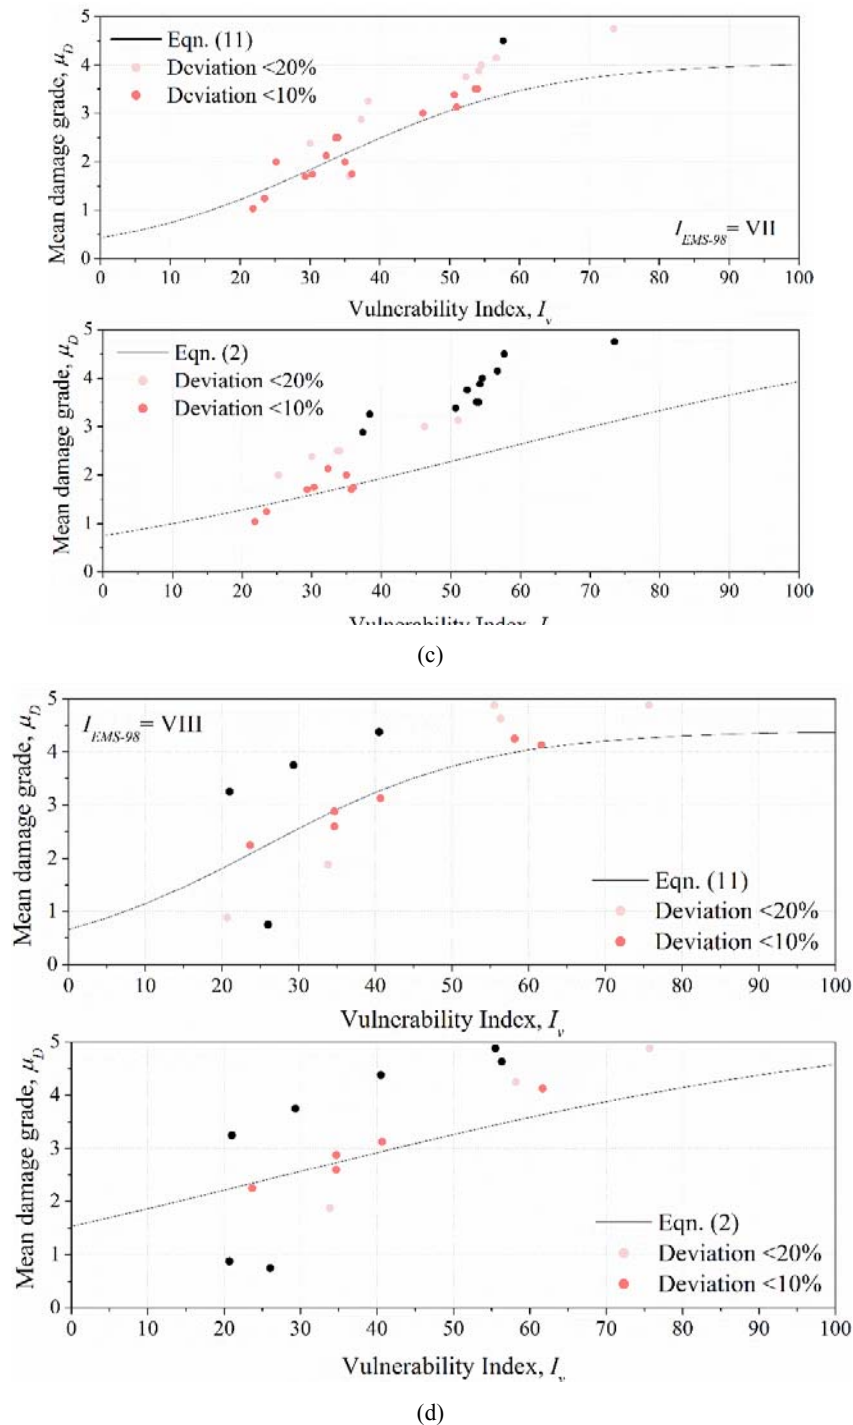 5
4
3
2
1
0
Mean damage grade, μD
Eqn. (11)
Deviation <20%
Deviation <10%
IEMS-98= VII
0 10 20 30 40 50 60 70 80 90 100
Vulnerability Index, Iv
5
4
3
2
1
0
Mean damage grade, μD
Eqn. (2)
Deviation <20%
Deviation <10%
0 10 20 30 40 50 60 70 80 90 100
Vulnerability Index, I
(c)
5
4
3
2
1
0
Mean damage grade, μD
IEMS-98= VIII
Eqn. (11)
Deviation <20%
Deviation <10%
0 10 20 30 40 50 60 70 80 90 100
Vulnerability Index, Iv
5
4
3
2
1
0
Mean damage grade, μD
Eqn. (2)
Deviation <20%
Deviation <10%
0 10 20 30 40 50 60 70 80 90 100
Vulnerability Index, Iv
(d)